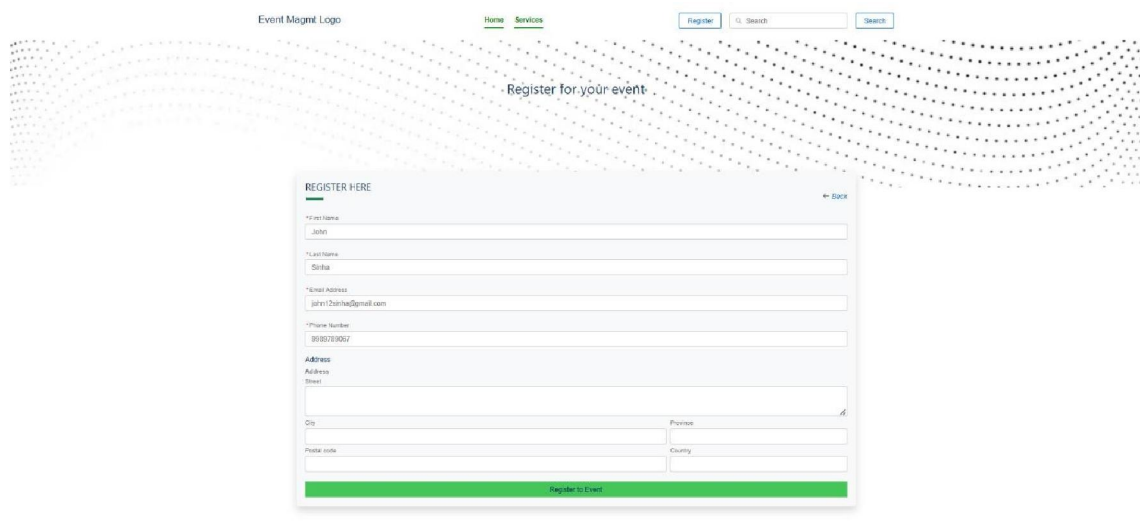 Event Magmt Logo Home Services Register Search Search
Register for your event
REGISTER HERE
← Back
*First Name
John
*Last Name
Sinha
*Email Address
john12sinha@gmail.com
*Phone Number
8989789067
Address
Address
Street
City Province
Postal code Country
Register to Event